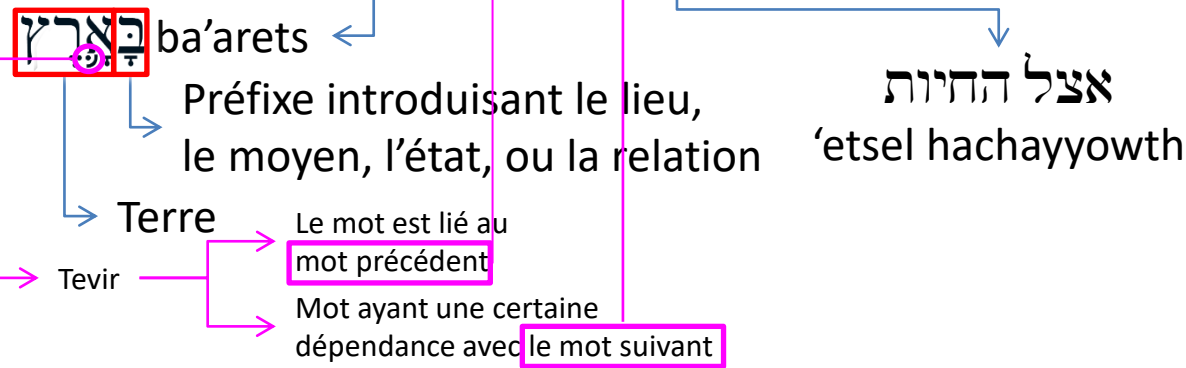 בָּאָ֛רֶץ ba’arets
Préfixe introduisant le lieu,
le moyen, l’état, ou la relation
אצל החיות
‘etsel hachayyowth
Terre
Tevir
Le mot est lié au
mot précédent
Mot ayant une certaine
dépendance avec le mot suivant